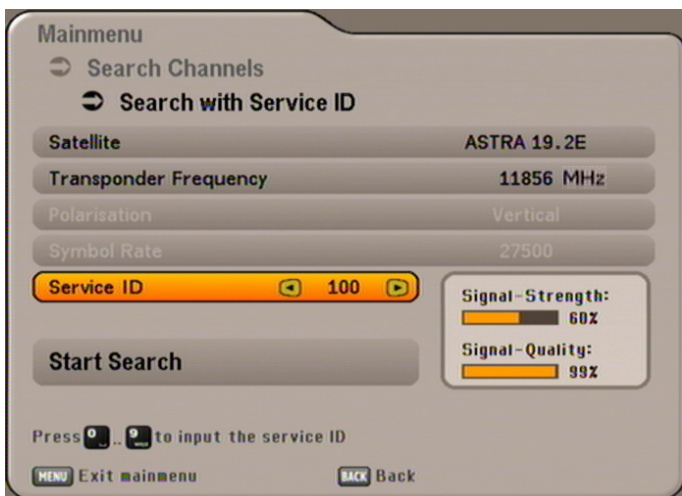 Mainmenu
Search Channels
Search with Service ID
Satellite ASTRA 19.2E
Transponder Frequency 11856 MHz
Polarisation Vertical
Symbol Rate 27500
Service ID 100
Signal-Strength:
60%
Start Search
Signal-Quality:
99%
Press 0 .. 9 to input the service ID
MENU Exit mainmenu BACK Back